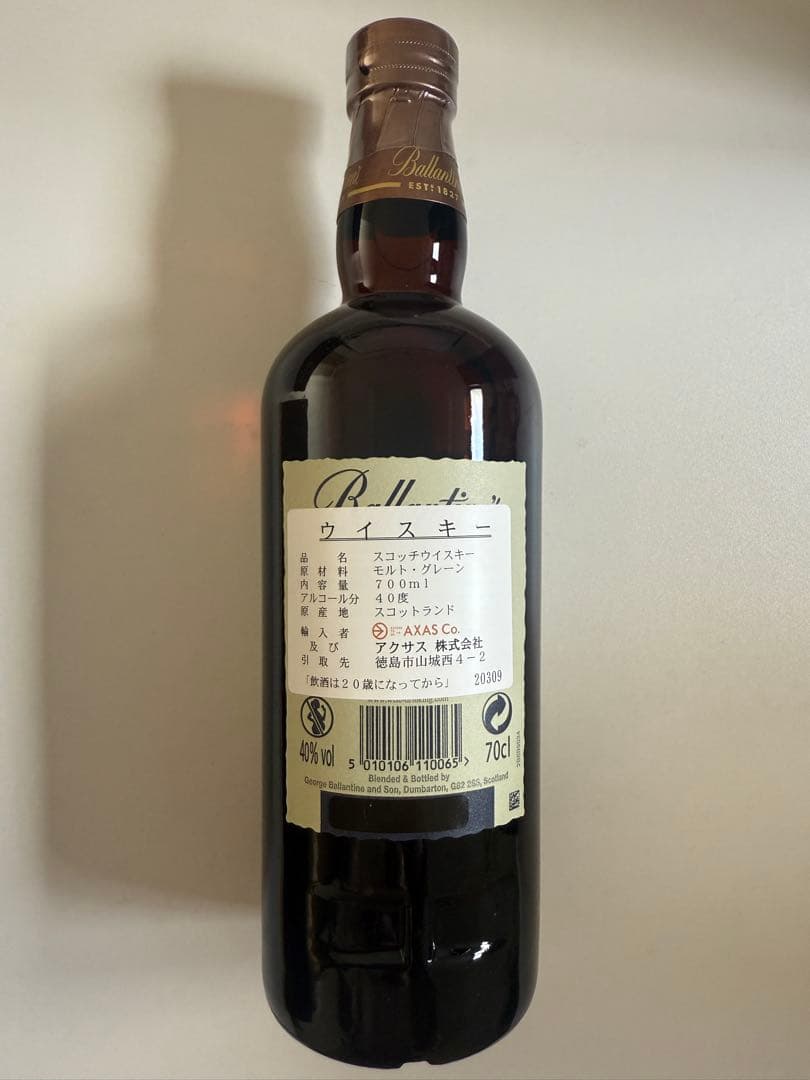 Ballantin
EST. 1827
Ballantine's
ウイスキー
品名 スコッチウイスキー
原材料 モルト・グレーン
内容量 700ml
アルコール分 40度
原産地 スコットランド
輸入者 AXAS Co.
及び アクサス 株式会社
引取先 徳島市山城西4-2
「飲酒は20歳になってから」 20309
40% vol
5 010106 110065 >
70cl
Blended & Bottled by
George Ballantine and Son, Dumbarton, G82 2SS, Scotland